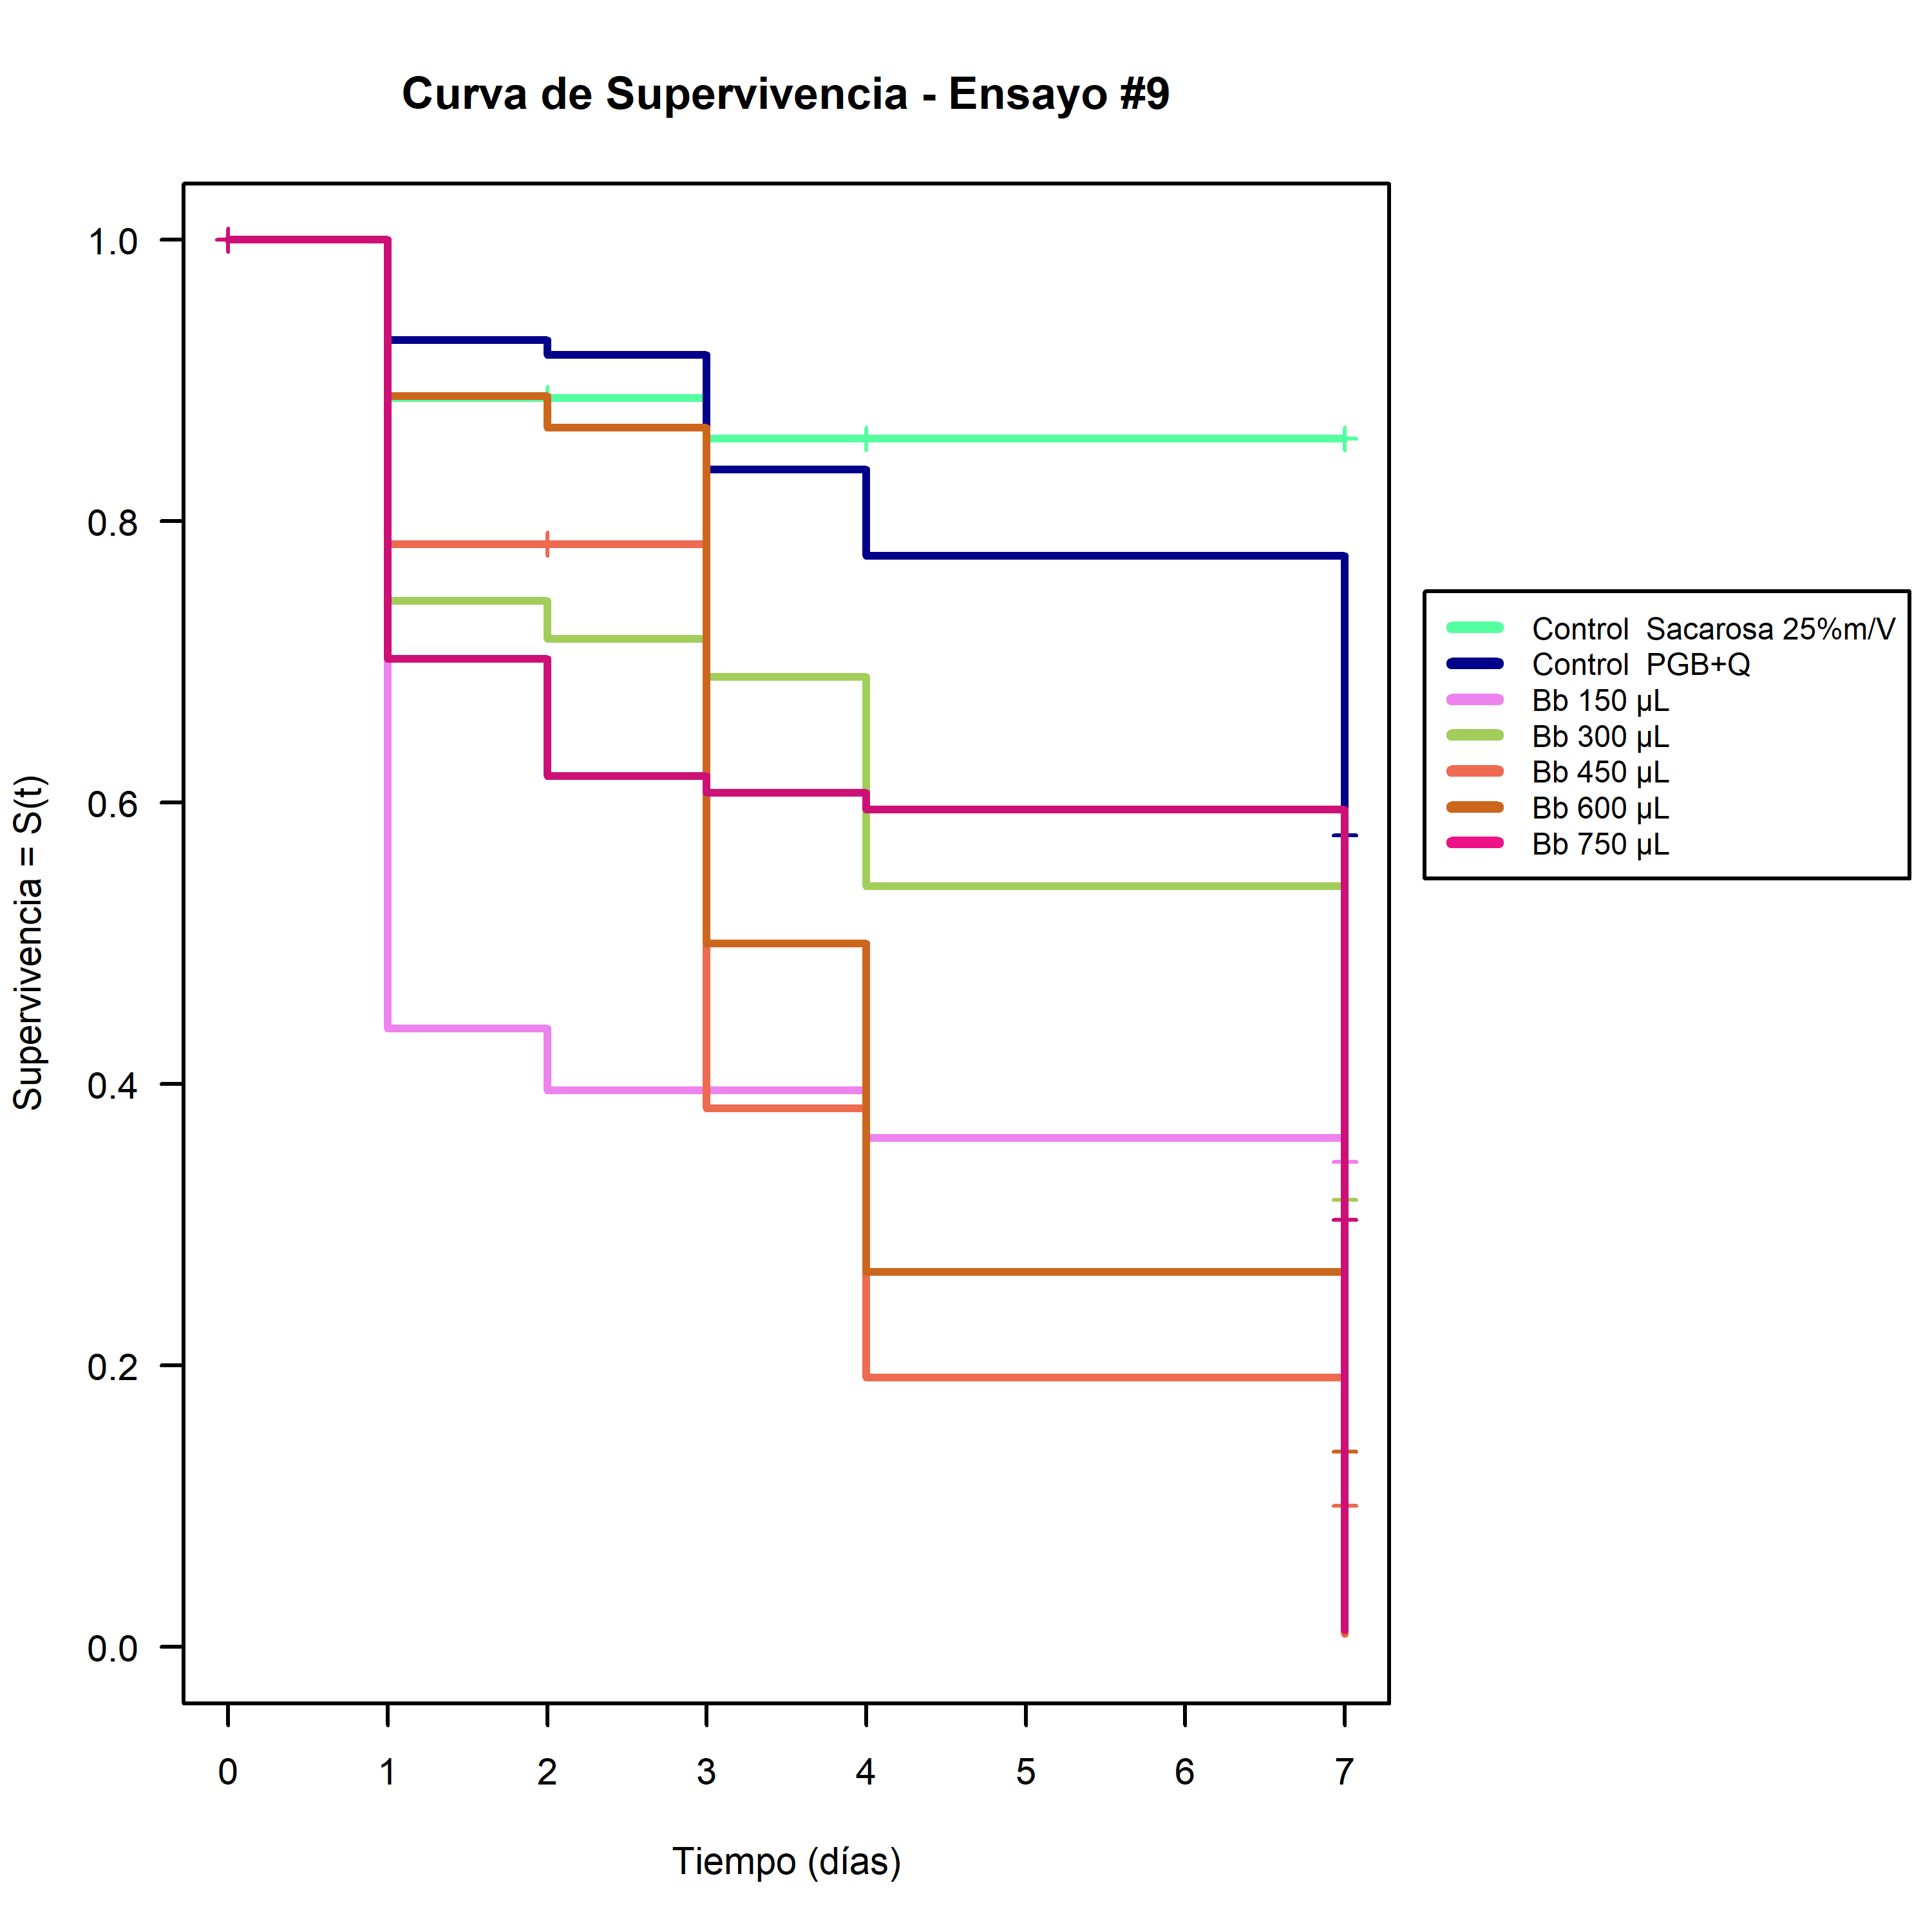 Curva de Supervivencia - Ensayo #9
Supervivencia = S(t)
1.0
0.8
0.6
0.4
0.2
0.0
0 1 2 3 4 5 6 7
Tiempo (días)
Control Sacarosa 25%m/V
Control PGB+Q
Bb 150 µL
Bb 300 µL
Bb 450 µL
Bb 600 µL
Bb 750 µL